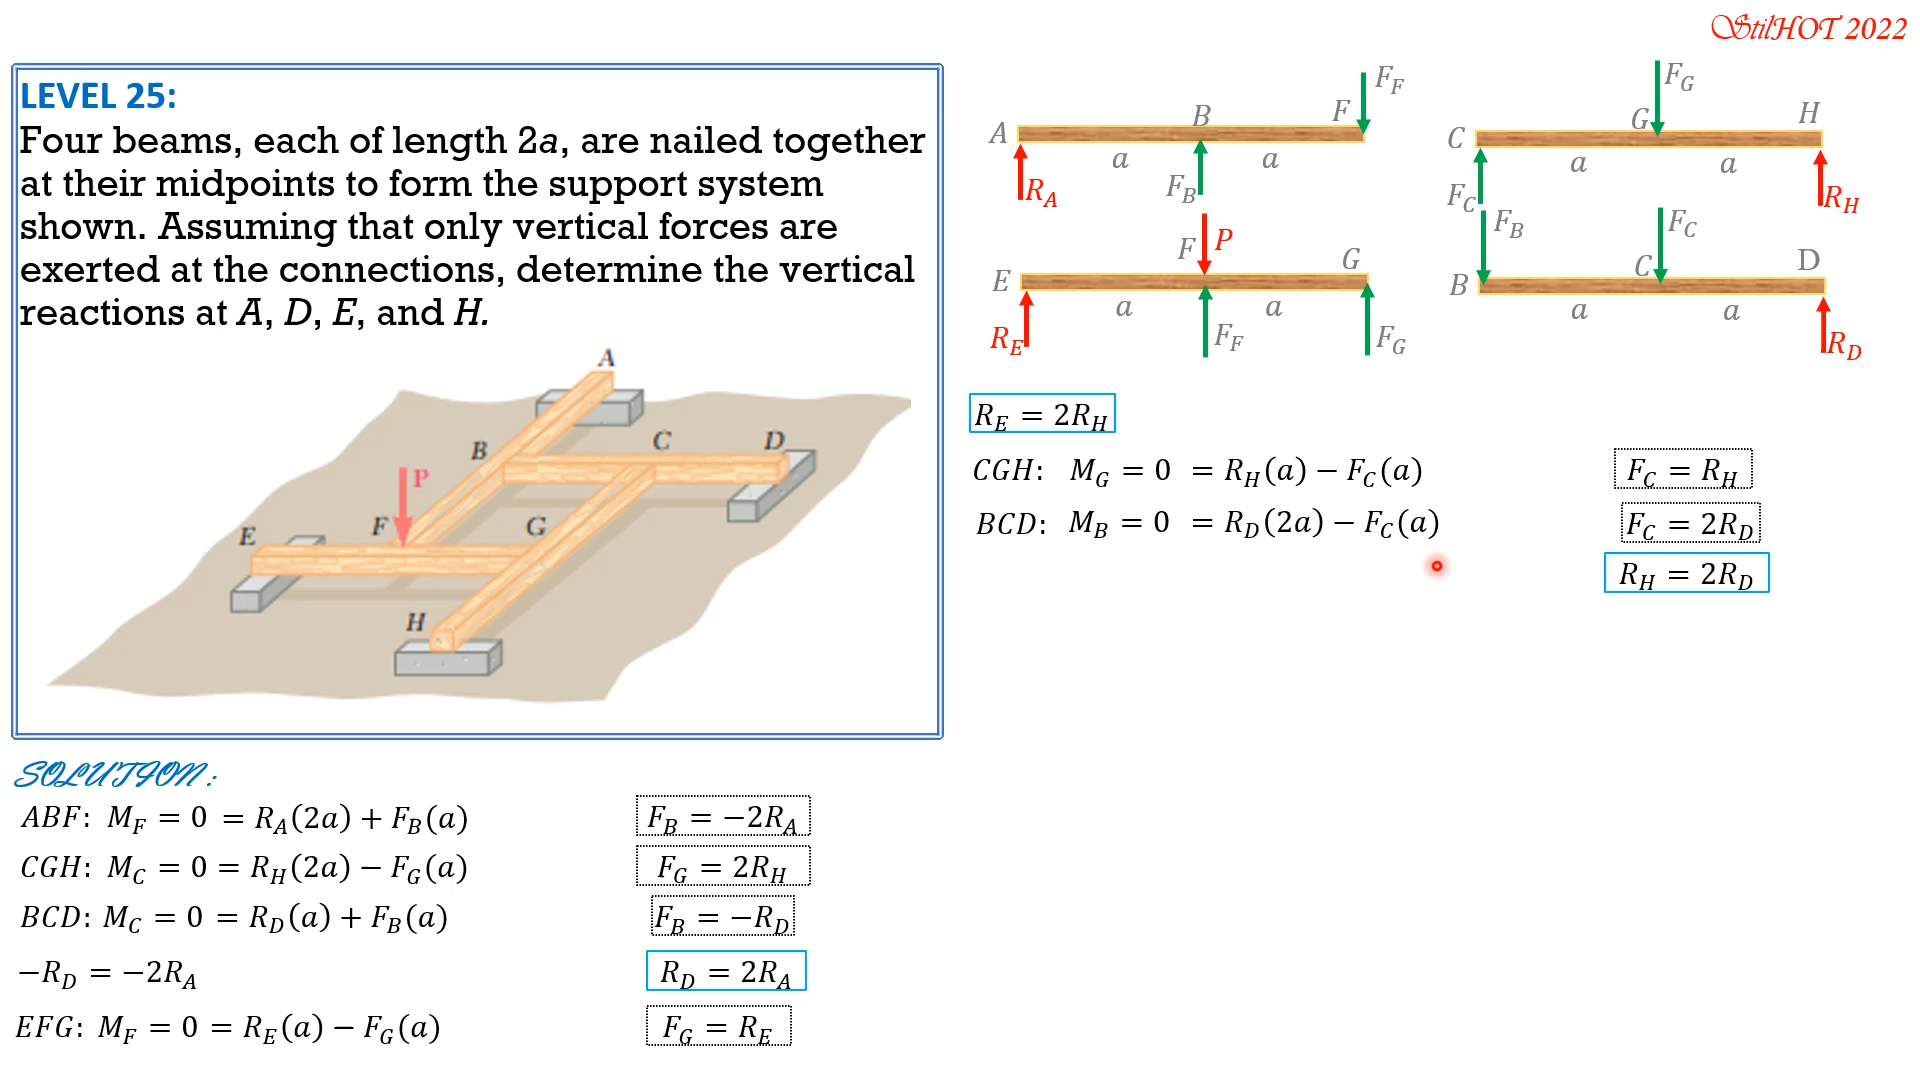 StilHOT 2022
LEVEL 25:
Four beams, each of length 2a, are nailed together
at their midpoints to form the support system
shown. Assuming that only vertical forces are
exerted at the connections, determine the vertical
reactions at A, D, E, and H.
A
B
C
D
P
F
G
E
H
SOLUTION:
ABF: M_F = 0 = R_A(2a) + F_B(a)
F_B = −2R_A
CGH: M_C = 0 = R_H(2a) − F_G(a)
F_G = 2R_H
BCD: M_C = 0 = R_D(a) + F_B(a)
F_B = −R_D
−R_D = −2R_A
R_D = 2R_A
EFG: M_F = 0 = R_E(a) − F_G(a)
F_G = R_E
F_F
A
B
F
a
a
R_A
F_B
F
P
E
G
a
a
R_E
F_F
F_G
F_G
C
G
H
a
a
F_C
R_H
F_B
F_C
B
C
D
a
a
R_D
R_E = 2R_H
CGH: M_G = 0 = R_H(a) − F_C(a)
F_C = R_H
BCD: M_B = 0 = R_D(2a) − F_C(a)
F_C = 2R_D
R_H = 2R_D